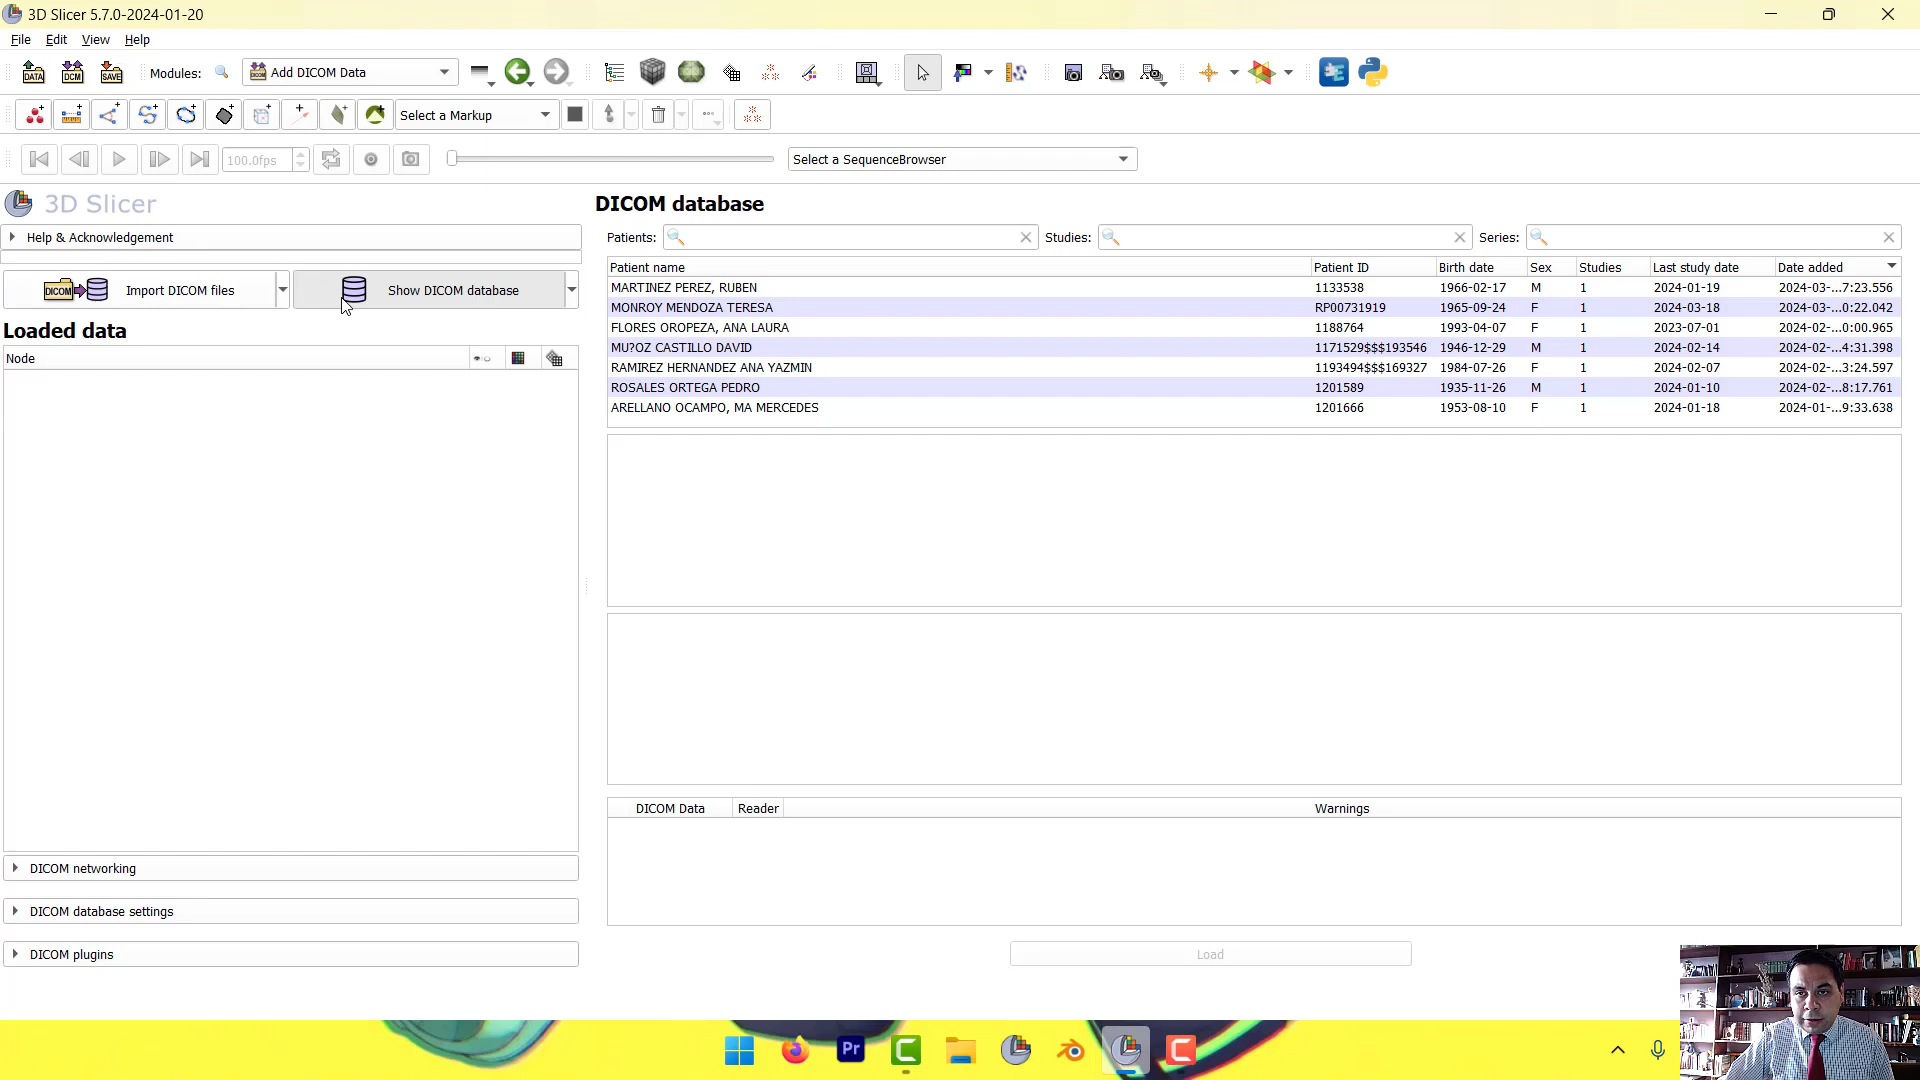 3D Slicer 5.7.0-2024-01-20
File Edit View Help
DATA DCM SAVE Modules: Add DICOM Data
Select a Markup
100.0fps Select a SequenceBrowser
3D Slicer
Help & Acknowledgement
DICOM Import DICOM files Show DICOM database
Loaded data
Node
DICOM networking
DICOM database settings
DICOM plugins
DICOM database
Patients: Studies: Series:
Patient name Patient ID Birth date Sex Studies Last study date Date added
MARTINEZ PEREZ, RUBEN 1133538 1966-02-17 M 1 2024-01-19 2024-03-...7:23.556
MONROY MENDOZA TERESA RP00731919 1965-09-24 F 1 2024-03-18 2024-03-...0:22.042
FLORES OROPEZA, ANA LAURA 1188764 1993-04-07 F 1 2023-07-01 2024-02-...0:00.965
MU?OZ CASTILLO DAVID 1171529$$$193546 1946-12-29 M 1 2024-02-14 2024-02-...4:31.398
RAMIREZ HERNANDEZ ANA YAZMIN 1193494$$$169327 1984-07-26 F 1 2024-02-07 2024-02-...3:24.597
ROSALES ORTEGA PEDRO 1201589 1935-11-26 M 1 2024-01-10 2024-02-...8:17.761
ARELLANO OCAMPO, MA MERCEDES 1201666 1953-08-10 F 1 2024-01-18 2024-01-...9:33.638
DICOM Data Reader Warnings
Load
Pr